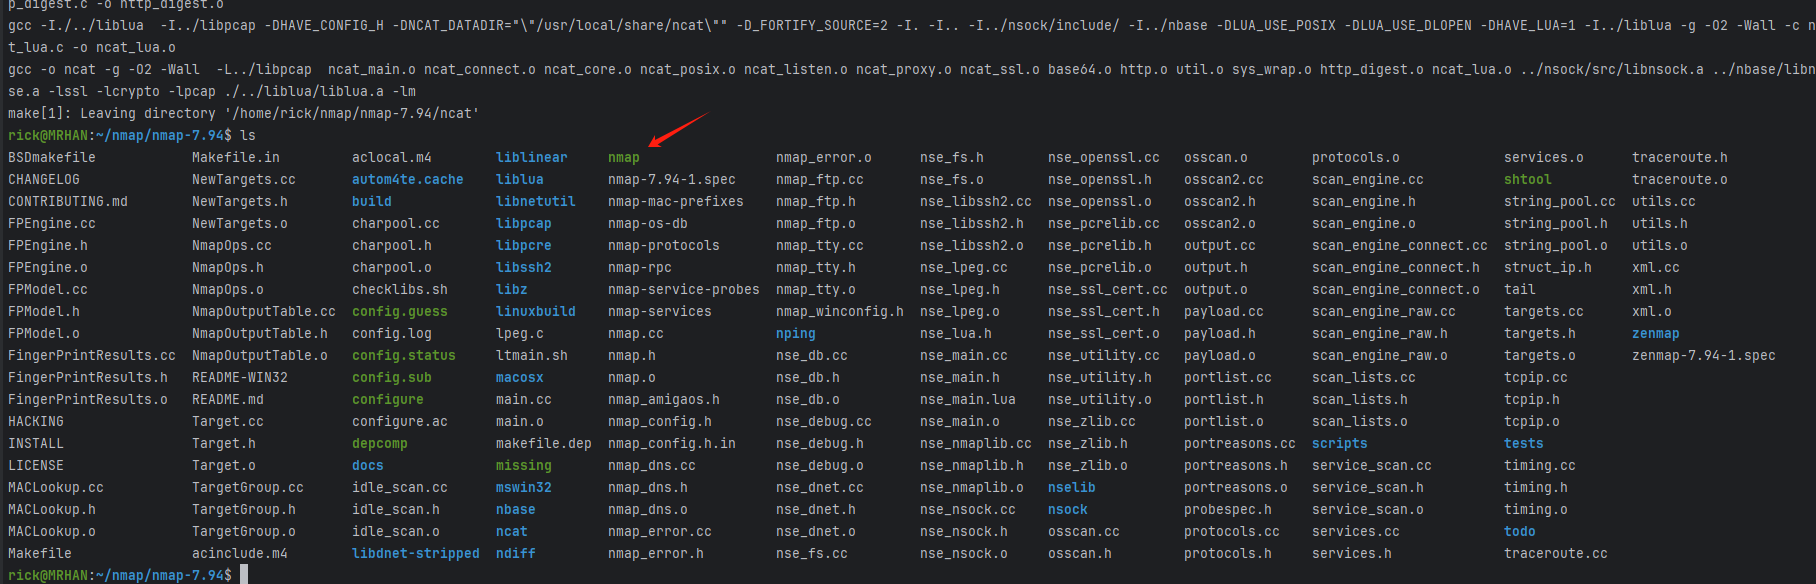 p_digest.c -o http_digest.o
gcc -I./../liblua  -I../libpcap -DHAVE_CONFIG_H -DNCAT_DATADIR="\"/usr/local/share/ncat\"" -D_FORTIFY_SOURCE=2 -I. -I.. -I../nsock/include/ -I../nbase -DLUA_USE_POSIX -DLUA_USE_DLOPEN -DHAVE_LUA=1 -I../liblua -g -O2 -Wall -c n
t_lua.c -o ncat_lua.o
gcc -o ncat -g -O2 -Wall  -L../libpcap  ncat_main.o ncat_connect.o ncat_core.o ncat_posix.o ncat_listen.o ncat_proxy.o ncat_ssl.o base64.o http.o util.o sys_wrap.o http_digest.o ncat_lua.o ../nsock/src/libnsock.a ../nbase/libn
se.a -lssl -lcrypto -lpcap ./../liblua/liblua.a -lm
make[1]: Leaving directory '/home/rick/nmap/nmap-7.94/ncat'
rick@MRHAN:~/nmap/nmap-7.94$ ls
BSDmakefile Makefile.in aclocal.m4 liblinear nmap nmap_error.o nse_fs.h nse_openssl.cc osscan.o protocols.o services.o traceroute.h
CHANGELOG NewTargets.cc autom4te.cache liblua nmap-7.94-1.spec nmap_ftp.cc nse_fs.o nse_openssl.h osscan2.cc scan_engine.cc shtool traceroute.o
CONTRIBUTING.md NewTargets.h build libnetutil nmap-mac-prefixes nmap_ftp.h nse_libssh2.cc nse_openssl.o osscan2.h scan_engine.h string_pool.cc utils.cc
FPEngine.cc NewTargets.o charpool.cc libpcap nmap-os-db nmap_ftp.o nse_libssh2.h nse_pcrelib.cc osscan2.o scan_engine.o string_pool.h utils.h
FPEngine.h NmapOps.cc charpool.h libpcre nmap-protocols nmap_tty.cc nse_libssh2.o nse_pcrelib.h output.cc scan_engine_connect.cc string_pool.o utils.o
FPEngine.o NmapOps.h charpool.o libssh2 nmap-rpc nmap_tty.h nse_lpeg.cc nse_pcrelib.o output.h scan_engine_connect.h struct_ip.h xml.cc
FPModel.cc NmapOps.o checklibs.sh libz nmap-service-probes nmap_tty.o nse_lpeg.h nse_ssl_cert.cc output.o scan_engine_connect.o tail xml.h
FPModel.h NmapOutputTable.cc config.guess linuxbuild nmap-services nmap_winconfig.h nse_lpeg.o nse_ssl_cert.h payload.cc scan_engine_raw.cc targets.cc xml.o
FPModel.o NmapOutputTable.h config.log lpeg.c nmap.cc nping nse_lua.h nse_ssl_cert.o payload.h scan_engine_raw.h targets.h zenmap
FingerPrintResults.cc NmapOutputTable.o config.status ltmain.sh nmap.h nse_db.cc nse_main.cc nse_utility.cc payload.o scan_engine_raw.o targets.o zenmap-7.94-1.spec
FingerPrintResults.h README-WIN32 config.sub macosx nmap.o nse_db.h nse_main.h nse_utility.h portlist.cc scan_lists.cc tcpip.cc
FingerPrintResults.o README.md configure main.cc nmap_amigaos.h nse_db.o nse_main.lua nse_utility.o portlist.h scan_lists.h tcpip.h
HACKING Target.cc configure.ac main.o nmap_config.h nse_debug.cc nse_main.o nse_zlib.cc portlist.o scan_lists.o tcpip.o
INSTALL Target.h depcomp makefile.dep nmap_config.h.in nse_debug.h nse_nmaplib.cc nse_zlib.h portreasons.cc scripts tests
LICENSE Target.o docs missing nmap_dns.cc nse_debug.o nse_nmaplib.h nse_zlib.o portreasons.h service_scan.cc timing.cc
MACLookup.cc TargetGroup.cc idle_scan.cc mswin32 nmap_dns.h nse_dnet.cc nse_nmaplib.o nselib portreasons.o service_scan.h timing.h
MACLookup.h TargetGroup.h idle_scan.h nbase nmap_dns.o nse_dnet.h nse_nsock.cc nsock probespec.h service_scan.o timing.o
MACLookup.o TargetGroup.o idle_scan.o ncat nmap_error.cc nse_dnet.o nse_nsock.h osscan.cc protocols.cc services.cc todo
Makefile acinclude.m4 libdnet-stripped ndiff nmap_error.h nse_fs.cc nse_nsock.o osscan.h protocols.h services.h traceroute.cc
rick@MRHAN:~/nmap/nmap-7.94$